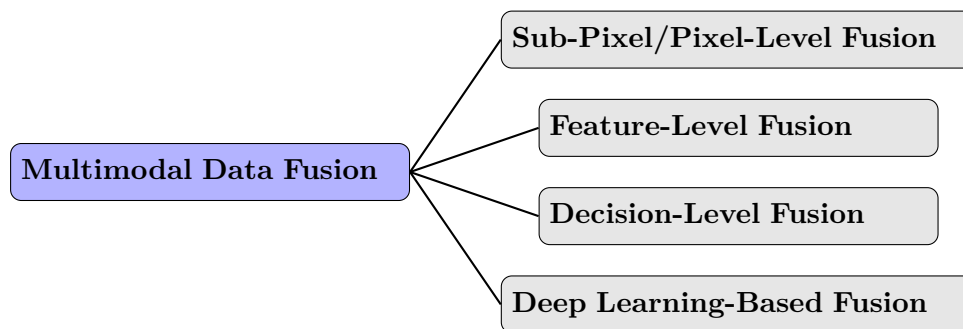 Sub-Pixel/Pixel-Level Fusion
Feature-Level Fusion
Multimodal Data Fusion
Decision-Level Fusion
Deep Learning-Based Fusion